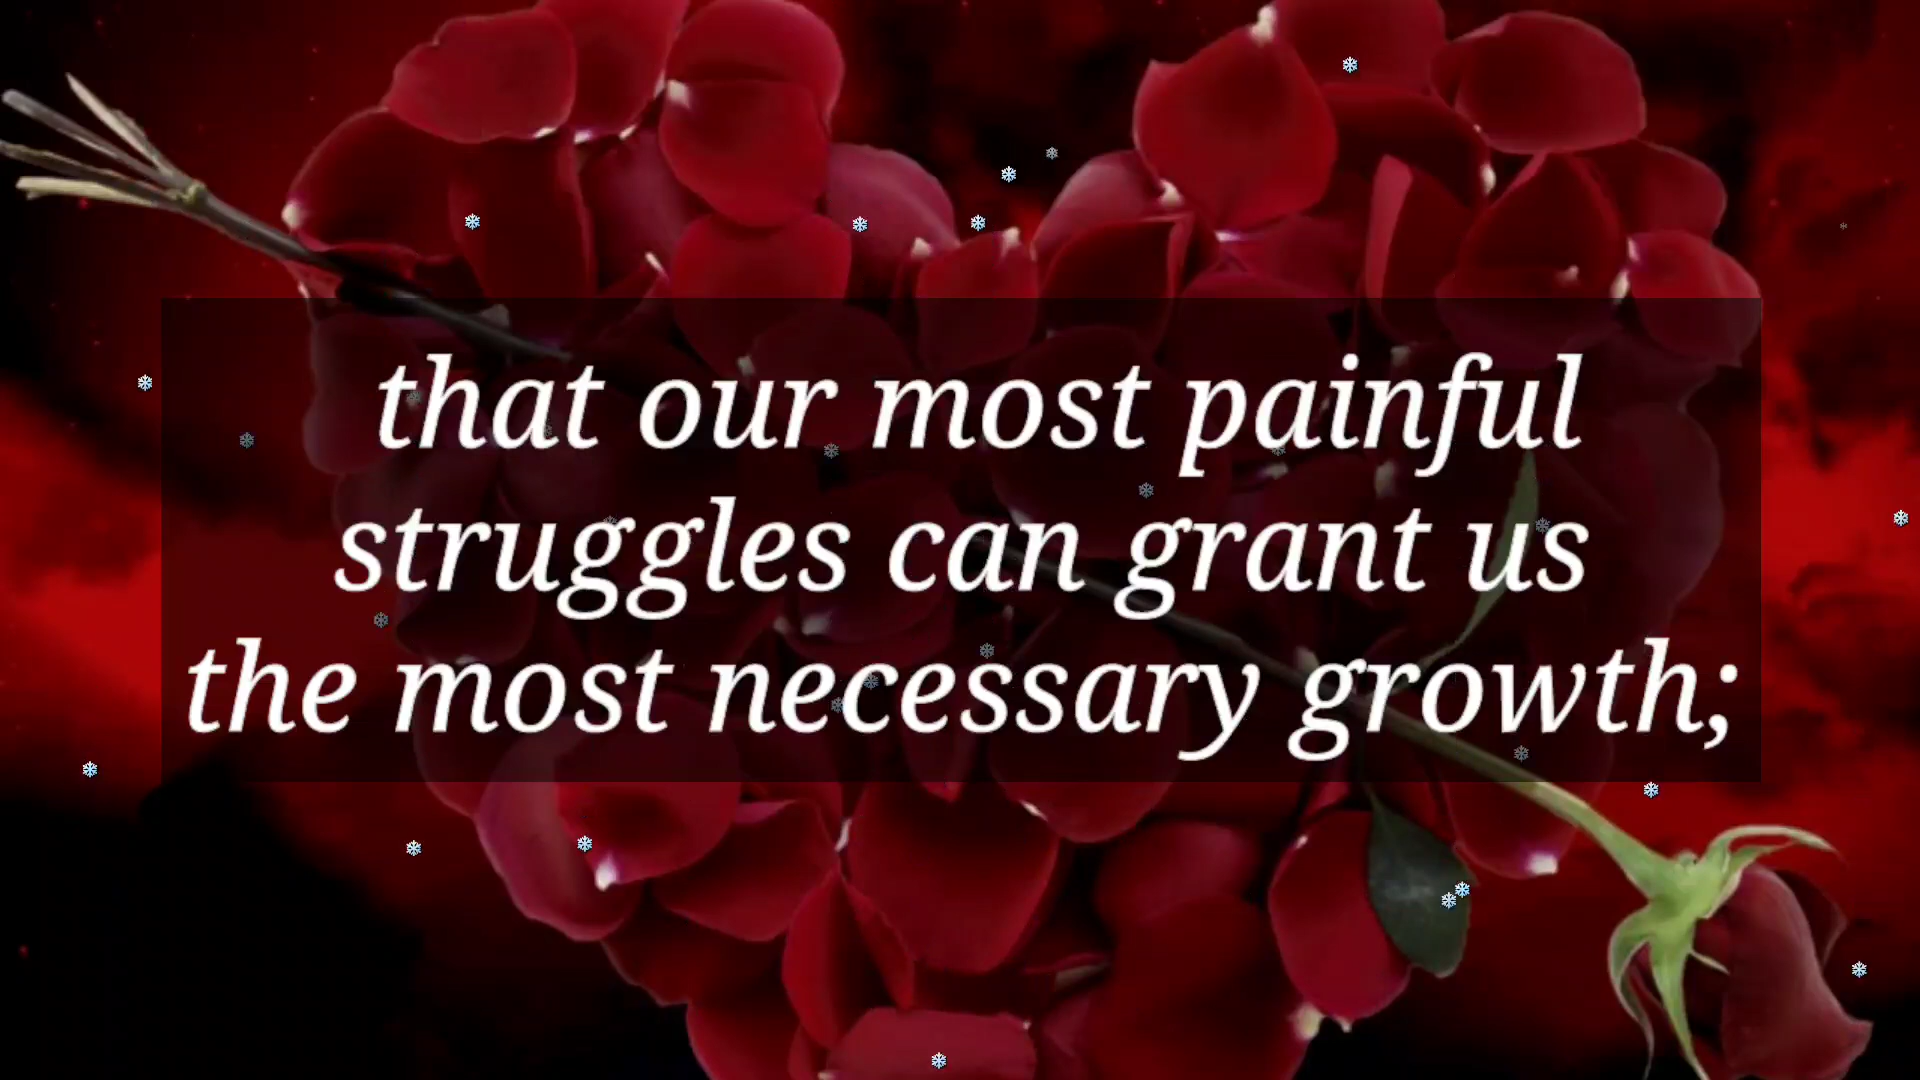 that our most painful
struggles can grant us
the most necessary growth;